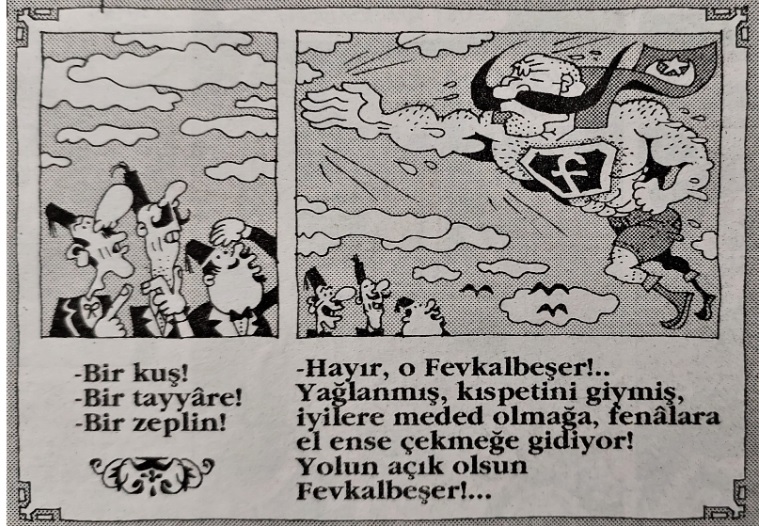 f
-Bir kuş!
-Bir tayyâre!
-Bir zeplin!
-Hayır, o Fevkalbeşer!..
Yağlanmış, kıspetini giymiş,
iyilere meded olmağa, fenâlara
el ense çekmeğe gidiyor!
Yolun açık olsun
Fevkalbeşer!...